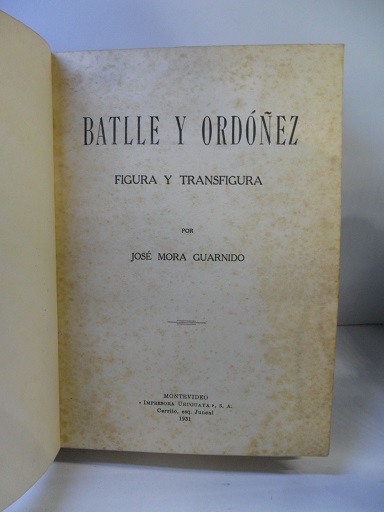 BATLLE Y ORDÓÑEZ
FIGURA Y TRANSFIGURA
POR
JOSÉ MORA GUARNIDO
MONTEVIDEO
«IMPRESORA URUGUAYA», S. A.
Cerrito, esq. Juncal
1931